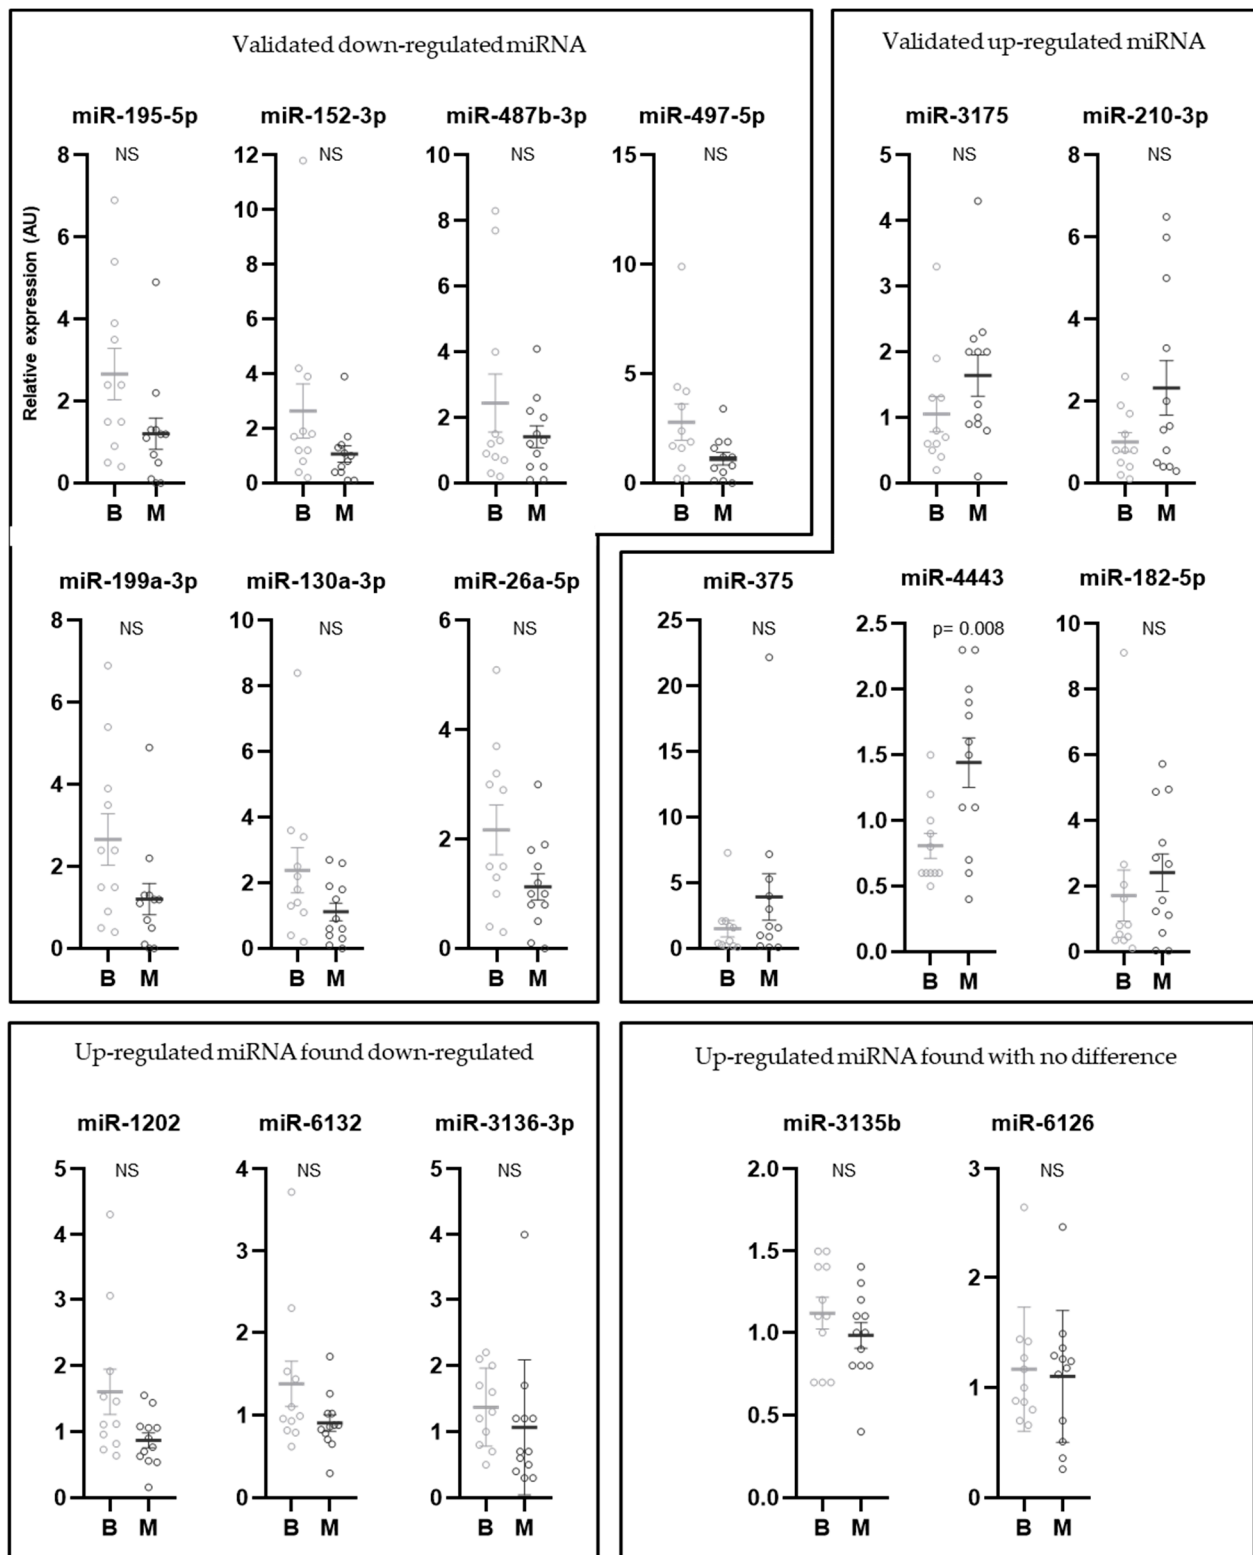 Validated down-regulated miRNA
Validated up-regulated miRNA
miR-195-5p
miR-152-3p
miR-487b-3p
miR-497-5p
miR-3175
miR-210-3p
Relative expression (AU)
NS
8
6
4
2
0
B M
NS
12
10
8
6
4
2
0
B M
NS
10
8
6
4
2
0
B M
NS
15
10
5
0
B M
NS
5
4
3
2
1
0
B M
NS
8
6
4
2
0
B M
miR-199a-3p
miR-130a-3p
miR-26a-5p
miR-375
miR-4443
miR-182-5p
NS
8
6
4
2
0
B M
NS
10
8
6
4
2
0
B M
NS
6
4
2
0
B M
NS
25
20
15
10
5
0
B M
p= 0.008
2.5
2.0
1.5
1.0
0.5
0.0
B M
NS
10
8
6
4
2
0
B M
Up-regulated miRNA found down-regulated
Up-regulated miRNA found with no difference
miR-1202
miR-6132
miR-3136-3p
miR-3135b
miR-6126
NS
5
4
3
2
1
0
B M
NS
4
3
2
1
0
B M
NS
5
4
3
2
1
0
B M
NS
2.0
1.5
1.0
0.5
0.0
B M
NS
3
2
1
0
B M